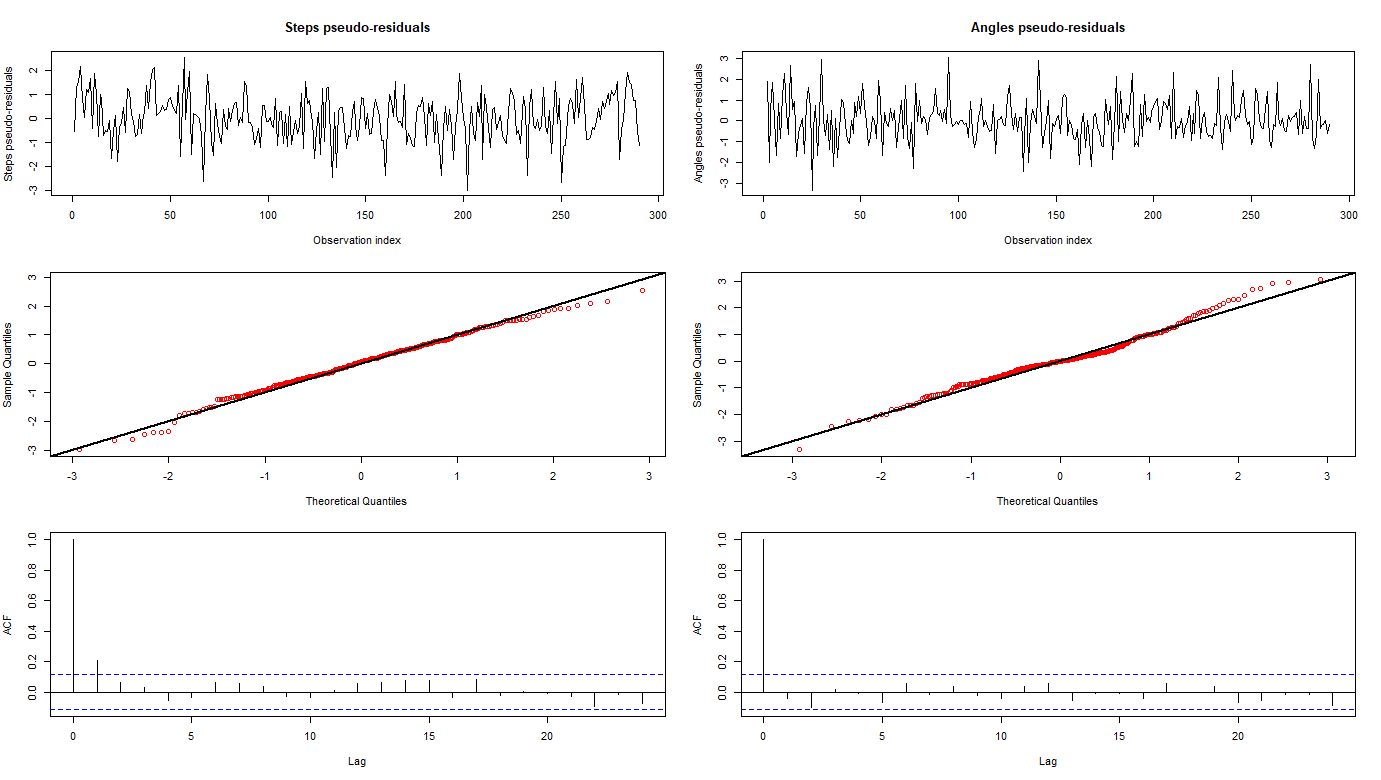 Steps pseudo-residuals
Steps pseudo-residuals
2
1
0
-1
-2
-3
0 50 100 150 200 250 300
Observation index
Angles pseudo-residuals
Angles pseudo-residuals
3
2
1
0
-1
-2
-3
0 50 100 150 200 250 300
Observation index
Sample Quantiles
3
2
1
0
-1
-2
-3
-3 -2 -1 0 1 2 3
Theoretical Quantiles
Sample Quantiles
3
2
1
0
-1
-2
-3
-3 -2 -1 0 1 2 3
Theoretical Quantiles
ACF
1.0
0.8
0.6
0.4
0.2
0.0
0 5 10 15 20
Lag
ACF
1.0
0.8
0.6
0.4
0.2
0.0
0 5 10 15 20
Lag